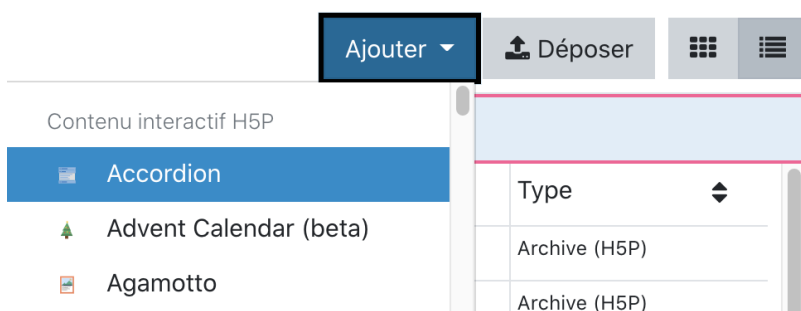 Ajouter
Déposer
Contenu interactif H5P
Accordion
Type
Advent Calendar (beta)
Archive (H5P)
Agamotto
Archive (H5P)